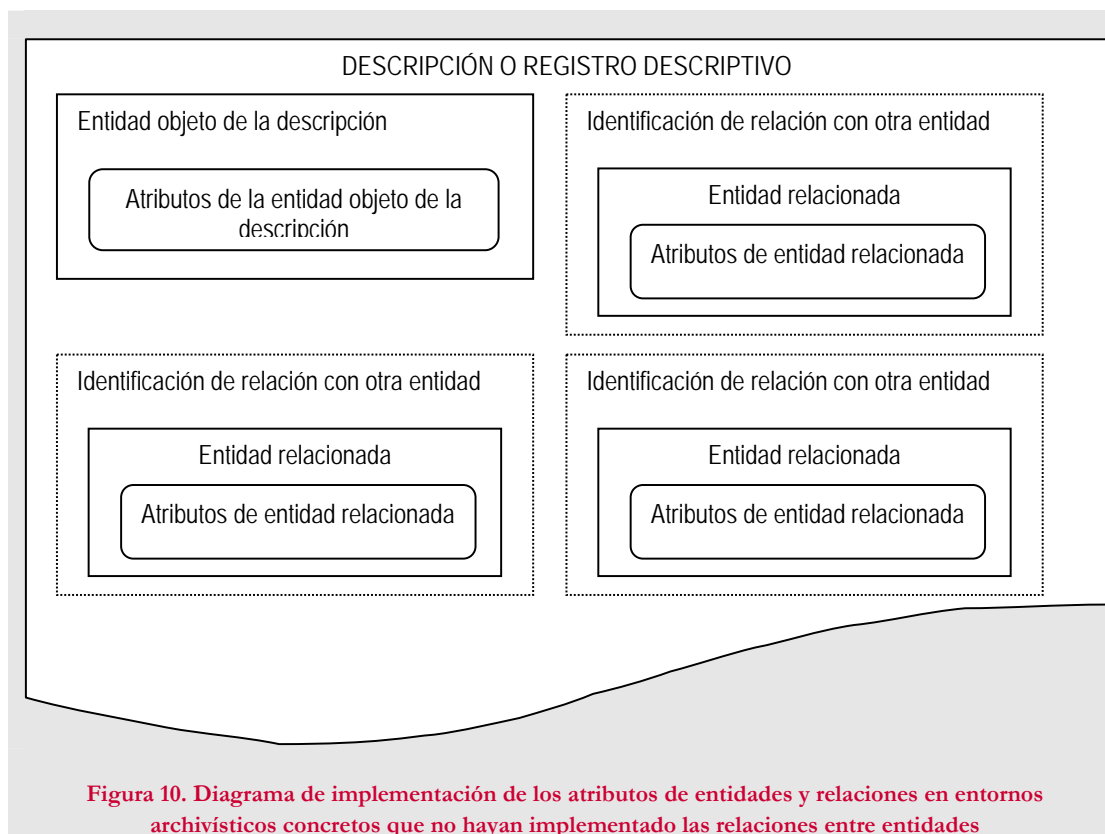 DESCRIPCIÓN O REGISTRO DESCRIPTIVO
Entidad objeto de la descripción
Atributos de la entidad objeto de la
descripción
Identificación de relación con otra entidad
Entidad relacionada
Atributos de entidad relacionada
Identificación de relación con otra entidad
Entidad relacionada
Atributos de entidad relacionada
Identificación de relación con otra entidad
Entidad relacionada
Atributos de entidad relacionada
Figura 10. Diagrama de implementación de los atributos de entidades y relaciones en entornos
archivísticos concretos que no hayan implementado las relaciones entre entidades